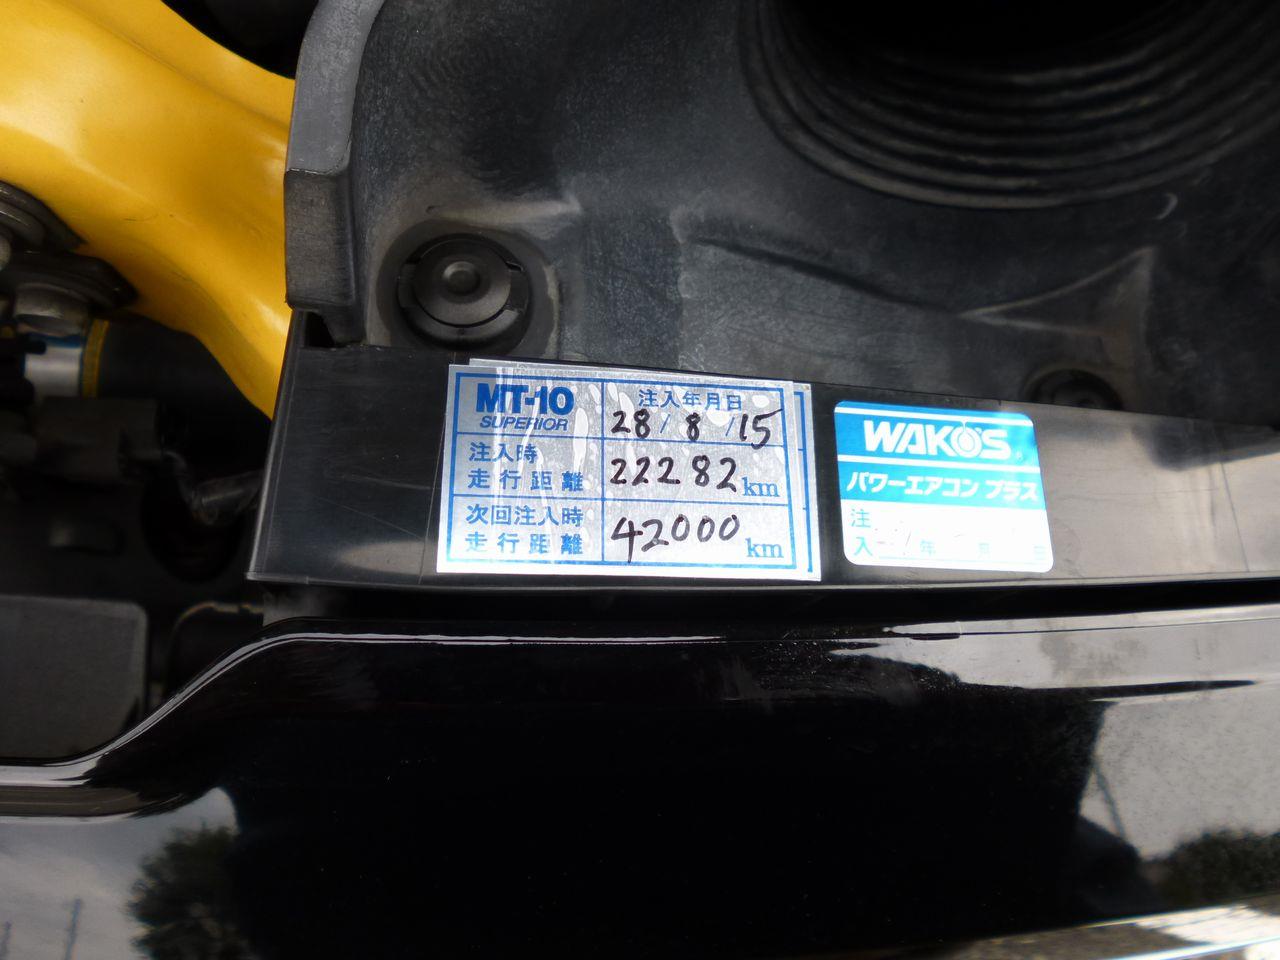 MT-10
SUPERIOR
注入年月日
28/8/15
注入時
走行距離
22282km
次回注入時
走行距離
42000km
WAKO'S
パワーエアコン プラス
注入
年 月 日